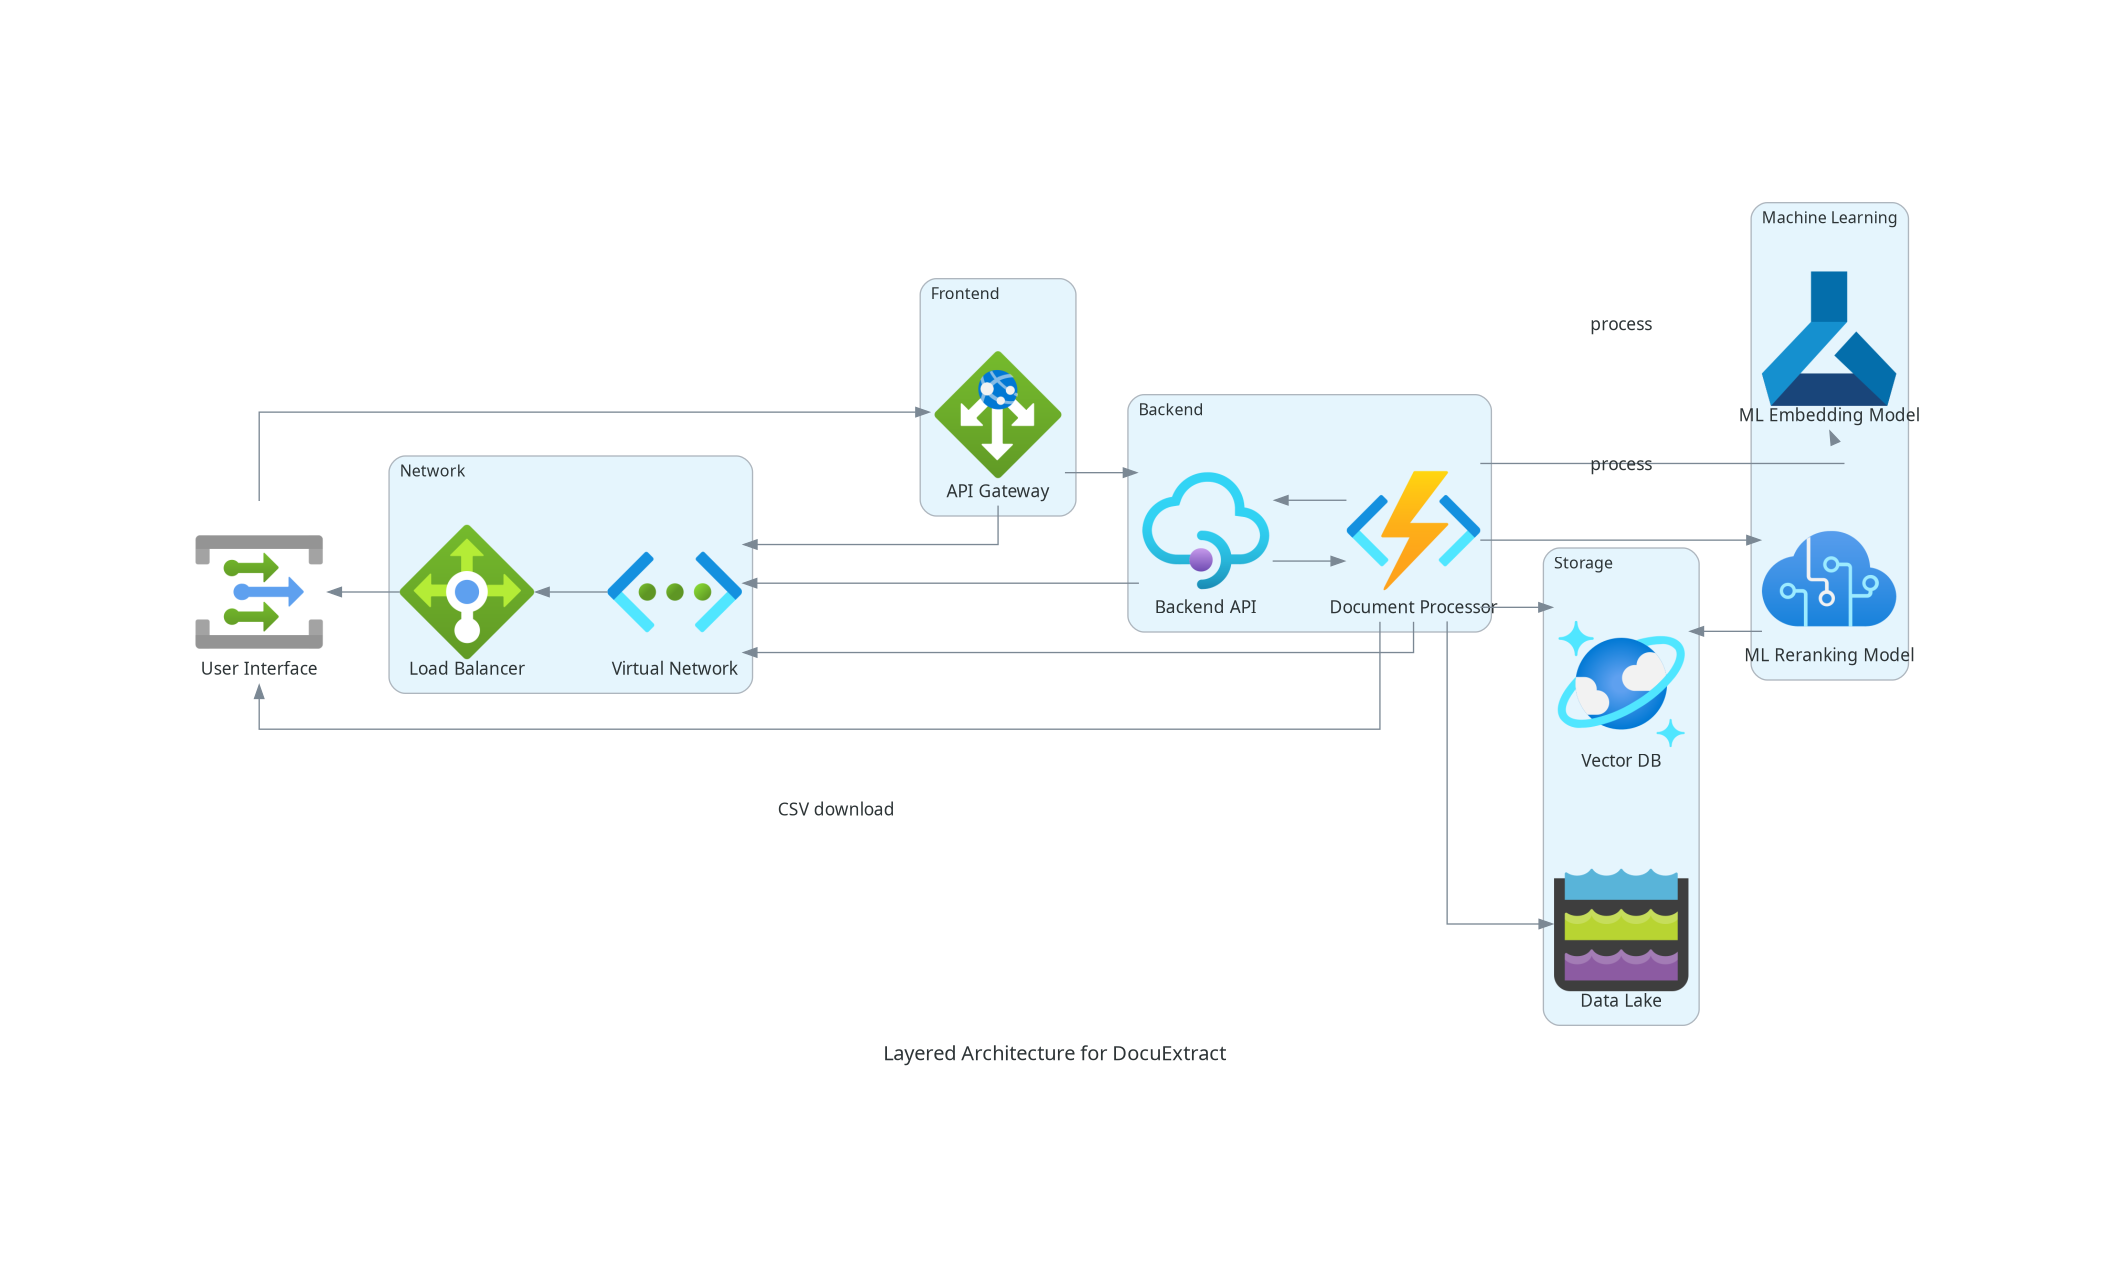 Machine Learning
Frontend
process
Backend
ML Embedding Model
process
Network
API Gateway
Storage
Backend API
Document Processor
ML Reranking Model
User Interface
Load Balancer
Virtual Network
Vector DB
CSV download
Data Lake
Layered Architecture for DocuExtract